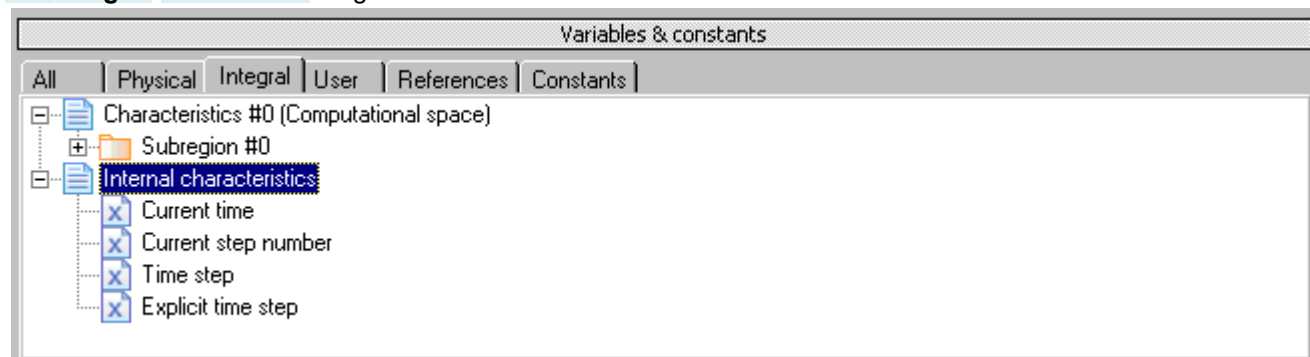 Variables & constants
All Physical Integral User References Constants
Characteristics #0 (Computational space)
Subregion #0
Internal characteristics
Current time
Current step number
Time step
Explicit time step